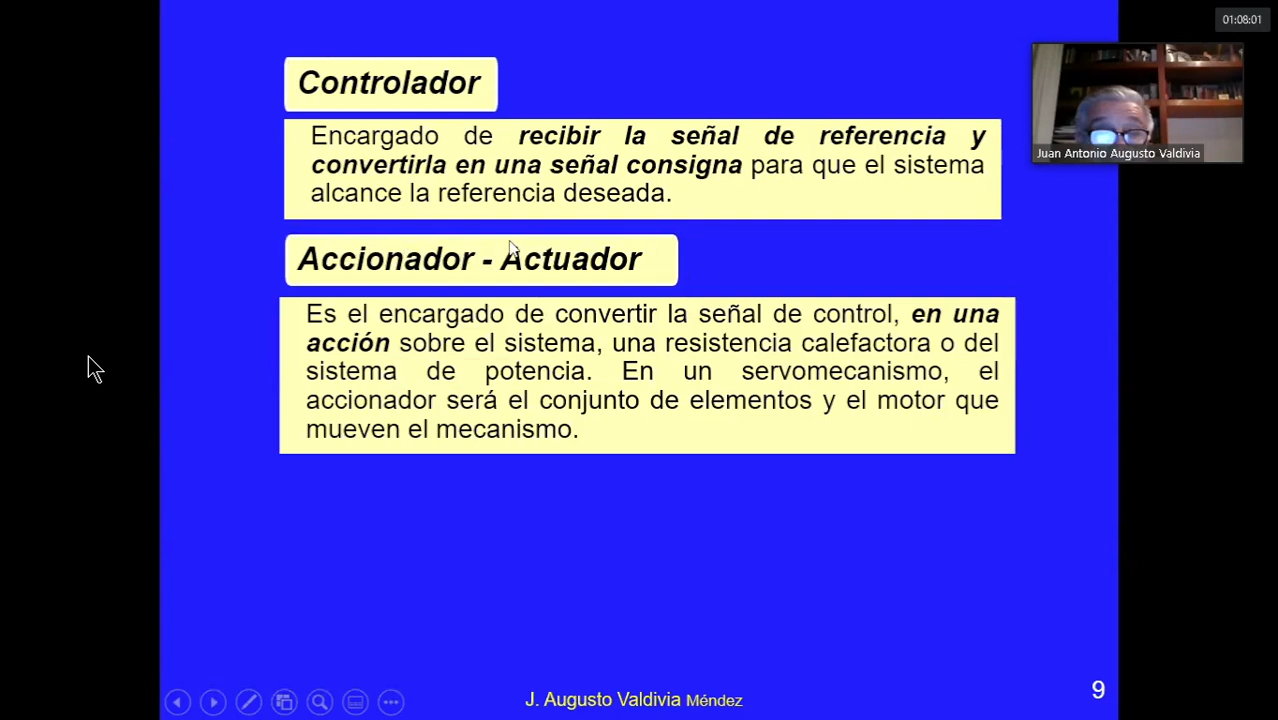 01:08:01
Juan Antonio Augusto Valdivia
Controlador
Encargado de recibir la señal de referencia y
convertirla en una señal consigna para que el sistema
alcance la referencia deseada.
Accionador - Actuador
Es el encargado de convertir la señal de control, en una
acción sobre el sistema, una resistencia calefactora o del
sistema de potencia. En un servomecanismo, el
accionador será el conjunto de elementos y el motor que
mueven el mecanismo.
J. Augusto Valdivia Méndez
9